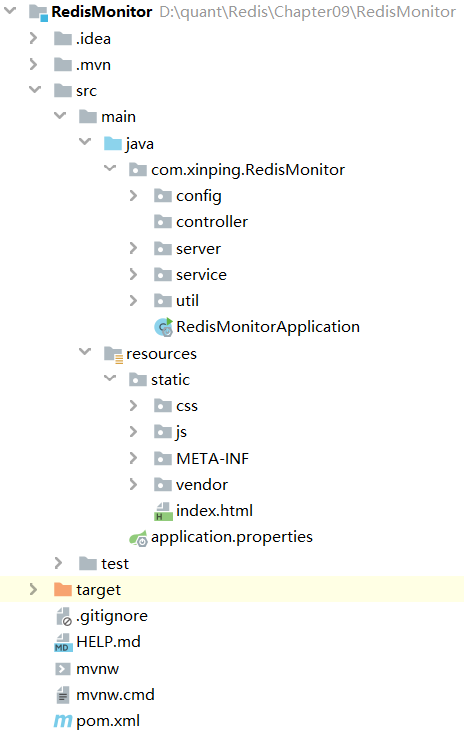 RedisMonitor D:\quant\Redis\Chapter09\RedisMonitor
.idea
.mvn
src
main
java
com.xinping.RedisMonitor
config
controller
server
service
util
RedisMonitorApplication
resources
static
css
js
META-INF
vendor
index.html
application.properties
test
target
.gitignore
HELP.md
mvnw
mvnw.cmd
pom.xml